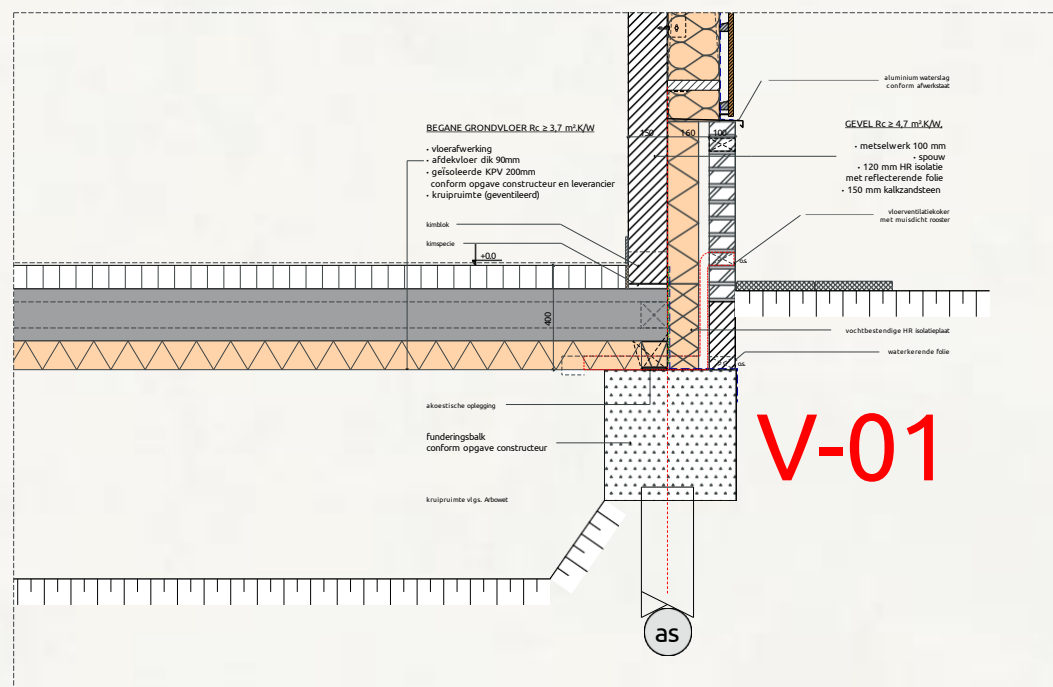 aluminium waterslag
conform afwerkstaat
BEGANE GRONDVLOER Rc ≥ 3,7 m².K/W
• vloerafwerking
• afdekvloer dik 90mm
• geïsoleerde KPV 200mm
conform opgave constructeur en leverancier
• kruipruimte (geventileerd)
150
160
100
GEVEL Rc ≥ 4,7 m².K/W.
• metselwerk 100 mm
• spouw
• 120 mm HR isolatie
met reflecterende folie
• 150 mm kalkzandsteen
vloerventilatiekoker
met muisdicht rooster
kimblok
kimspecie
+0.0
o.s.
400
vochtbestendige HR isolatieplaat
waterkerende folie
o.s.
akoestische oplegging
funderingsbalk
conform opgave constructeur
V-01
kruipruimte vlgs. Arbowet
as